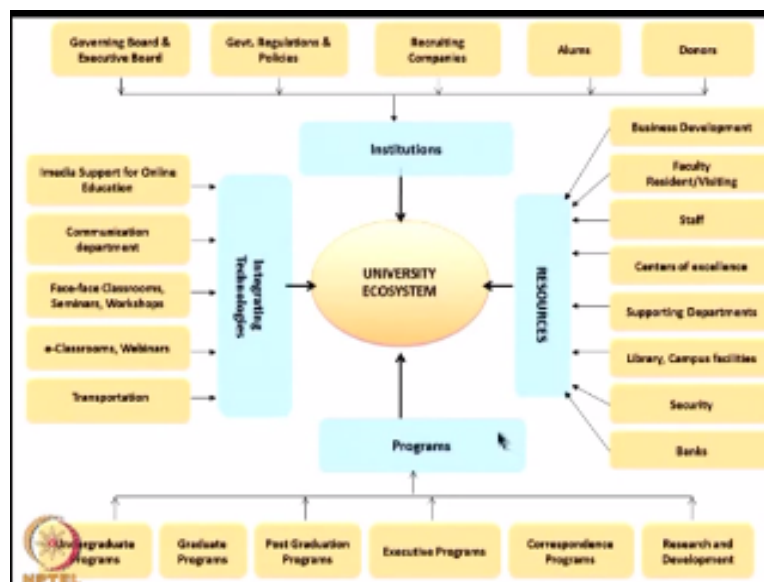 Governing Board &
Executive Board
Govt. Regulations &
Policies
Recruiting
Companies
Alums
Donors
Institutions
Business Development
Faculty
Resident/Visiting
Staff
Centers of excellence
Supporting Departments
Library, Campus facilities
Security
Banks
RESOURCES
Imedia Support for Online
Education
Communication
department
Face-face Classrooms,
Seminars, Workshops
e-Classrooms, Webinars
Transportation
Integrating
Technologies
UNIVERSITY
ECOSYSTEM
Programs
Undergraduate
Programs
Graduate
Programs
Post Graduation
Programs
Executive Programs
Correspondence
Programs
Research and
Development
NPTEL